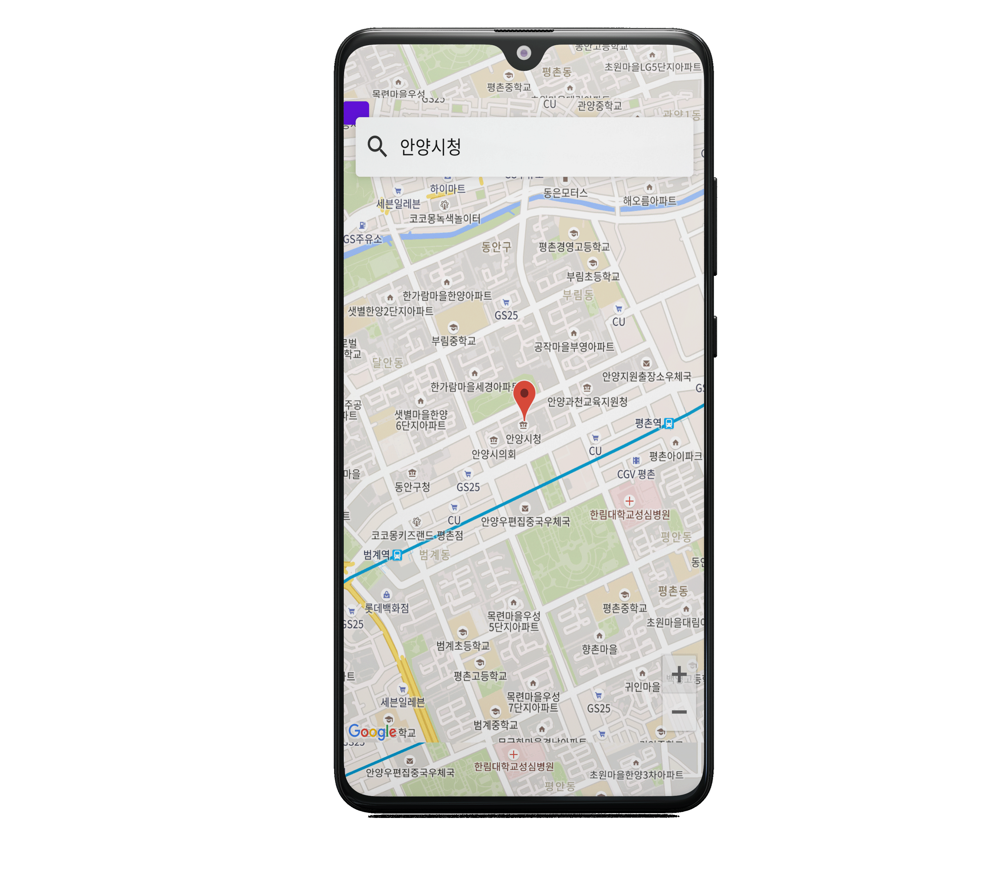 초원마을LG5단지아파트
평촌동
평촌중학교
목련마을우성
GS25
CU
관양중학교
관양1동
안양시청
하이마트
동은모터스
해오름아파트
세븐일레븐
코코몽녹색놀이터
GS주유소
동안구
평촌경영고등학교
부림초등학교
부림동
한가람마을한양아파트
샛별한양2단지아파트
GS25
CU
부림중학교
공작마을부영아파트
학교
달안동
안양지원출장소우체국
한가람마을세경아파트
안양과천교육지원청
GS
주공
샛별마을한양
6단지아파트
평촌역
안양시청
안양시의회
CU
평촌아이파크
마을
CGV 평촌
동안구청
GS25
한림대학교성심병원
CU
안양우편집중국우체국
코코몽키즈랜드 평촌점
평안동
범계역
범계동
롯데백화점
평촌동
평촌중학교
GS25
목련마을우성
5단지아파트
초원마을대림
범계초등학교
향촌마을
평촌고등학교
귀인마을
목련마을우성
7단지아파트
세븐일레븐
GS25
범계중학교
Google
학교
안양우편집중국우체국
한림대학교성심병원
초원마을한양3차아파트
평안동